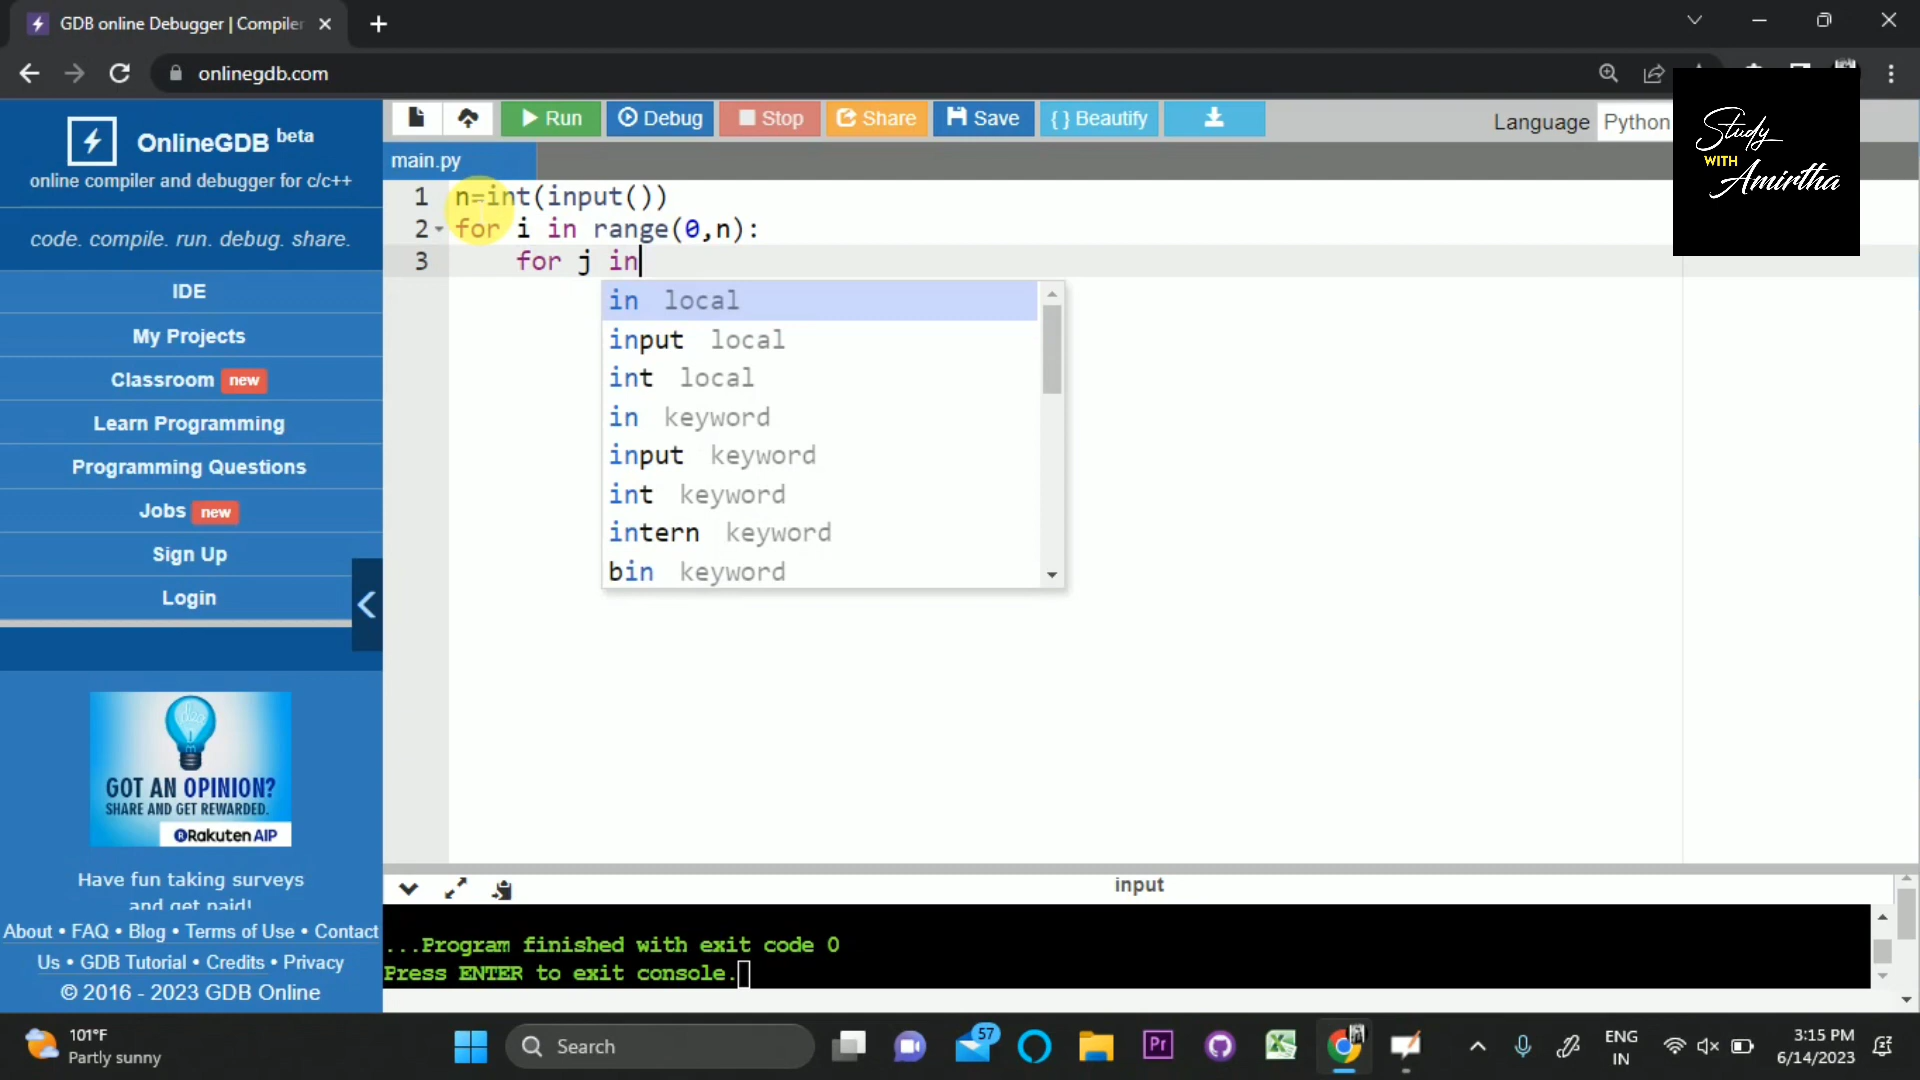 GDB online Debugger | Compiler
onlinegdb.com
OnlineGDB beta
online compiler and debugger for c/c++
code. compile. run. debug. share.
IDE
My Projects
Classroom new
Learn Programming
Programming Questions
Jobs new
Sign Up
Login
GOT AN OPINION?
SHARE AND GET REWARDED.
Rakuten AIP
Have fun taking surveys
and get paid!
About • FAQ • Blog • Terms of Use • Contact
Us • GDB Tutorial • Credits • Privacy
© 2016 - 2023 GDB Online
Run Debug Stop Share Save { } Beautify
Language Python
Study
WITH
Amirtha
main.py
1 n=int(input())
2 for i in range(0,n):
3 for j in
in local
input local
int local
in keyword
input keyword
int keyword
intern keyword
bin keyword
input
...Program finished with exit code 0
Press ENTER to exit console.
101°F
Partly sunny
Search
57
Pr
ENG
IN
3:15 PM
6/14/2023